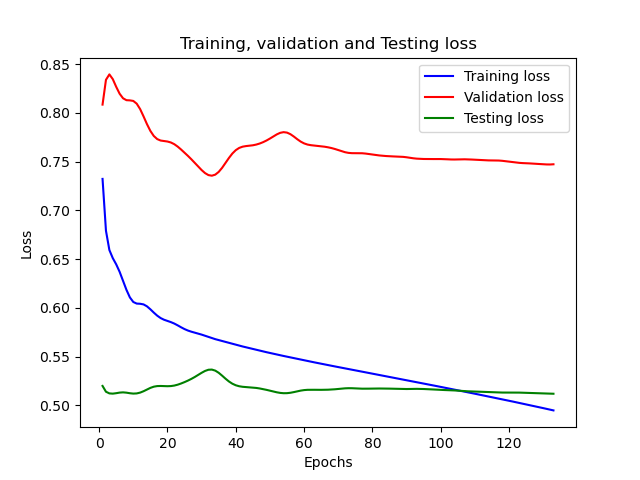 Training, validation and Testing loss
Training loss
Validation loss
Testing loss
Loss
0.85
0.80
0.75
0.70
0.65
0.60
0.55
0.50
0 20 40 60 80 100 120
Epochs